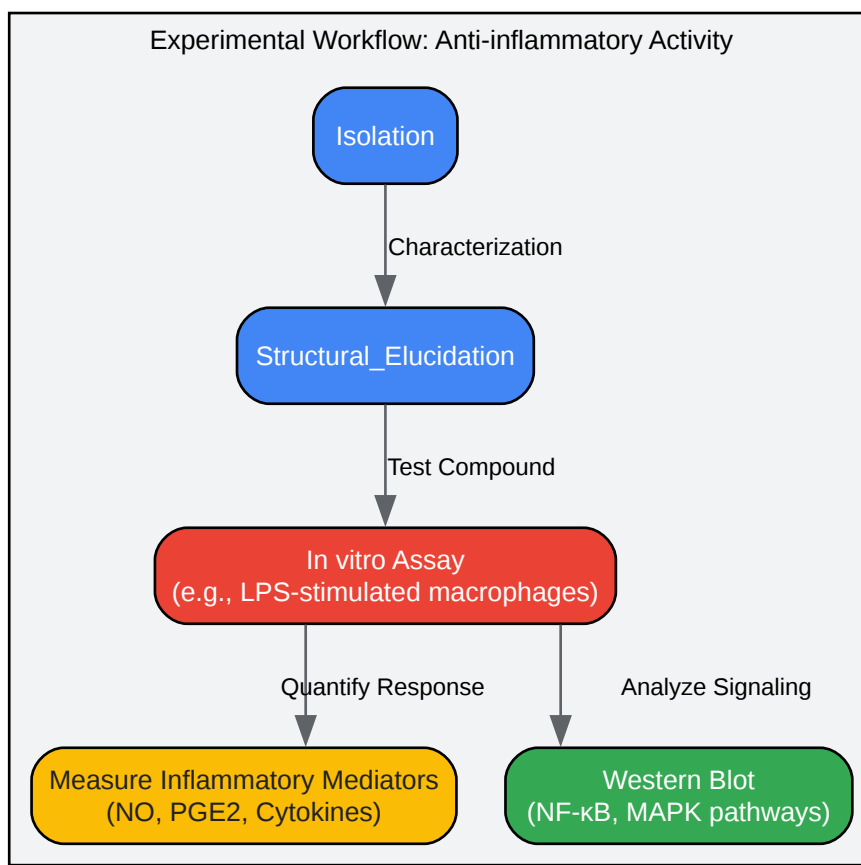 Experimental Workflow: Anti-inflammatory Activity
Isolation
Characterization
Structural_Elucidation
Test Compound
In vitro Assay
(e.g., LPS-stimulated macrophages)
Quantify Response
Analyze Signaling
Measure Inflammatory Mediators
(NO, PGE2, Cytokines)
Western Blot
(NF-κB, MAPK pathways)